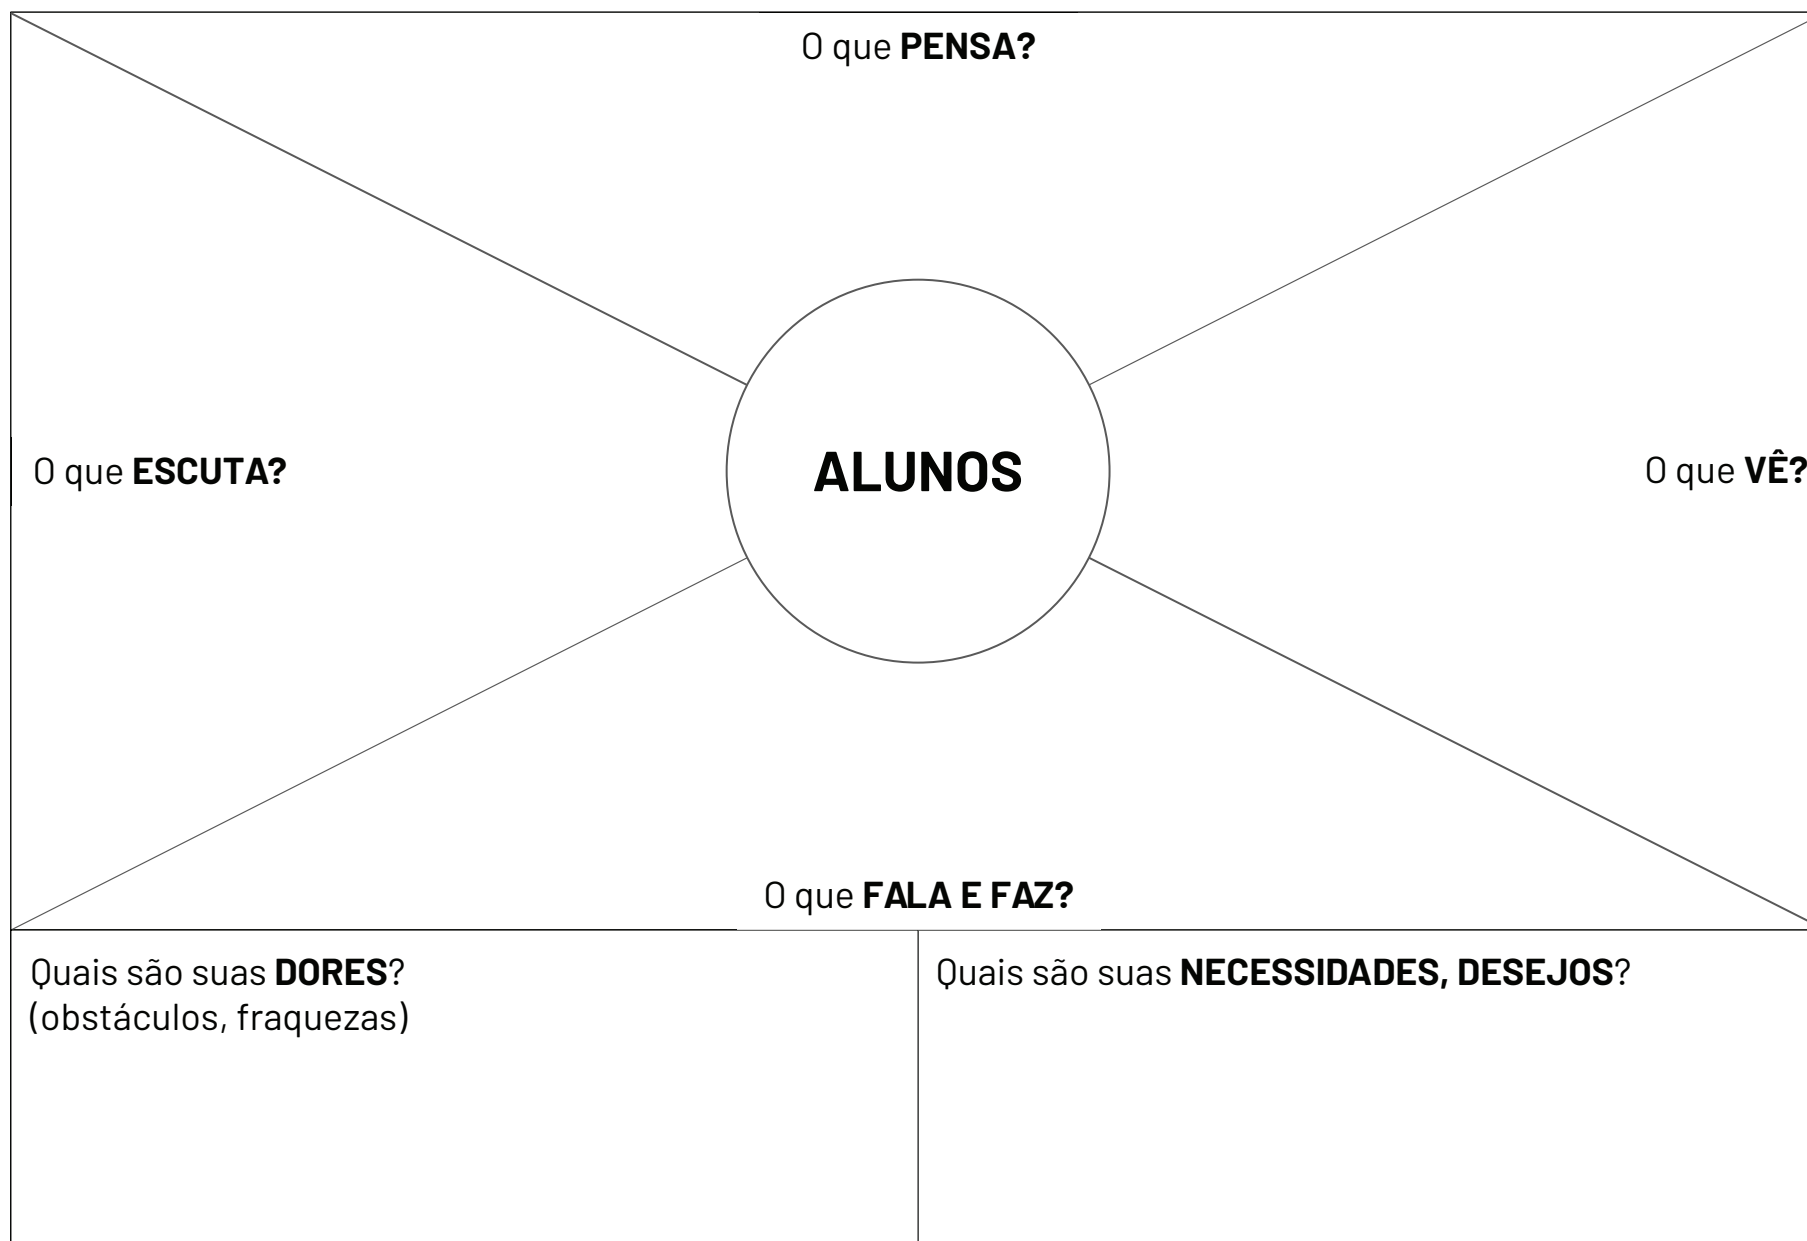 O que PENSA?
O que ESCUTA?
ALUNOS
O que VÊ?
O que FALA E FAZ?
Quais são suas DORES?
(obstáculos, fraquezas)
Quais são suas NECESSIDADES, DESEJOS?